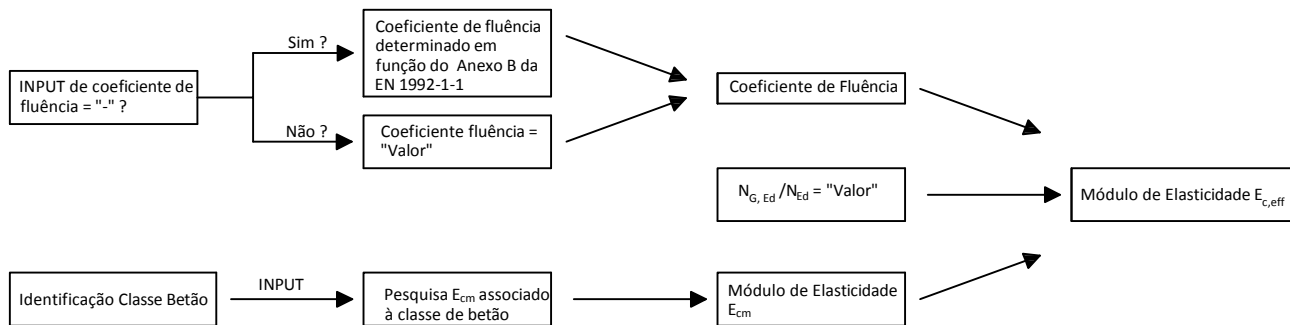 INPUT de coeficiente de
fluência = "-" ?
Sim ?
Coeficiente de fluência
determinado em
função do Anexo B da
EN 1992-1-1
Não ?
Coeficiente fluência =
"Valor"
Coeficiente de Fluência
N_G, Ed /N_Ed = "Valor"
Módulo de Elasticidade E_c,eff
Identificação Classe Betão
INPUT
Pesquisa E_cm associado
à classe de betão
Módulo de Elasticidade
E_cm